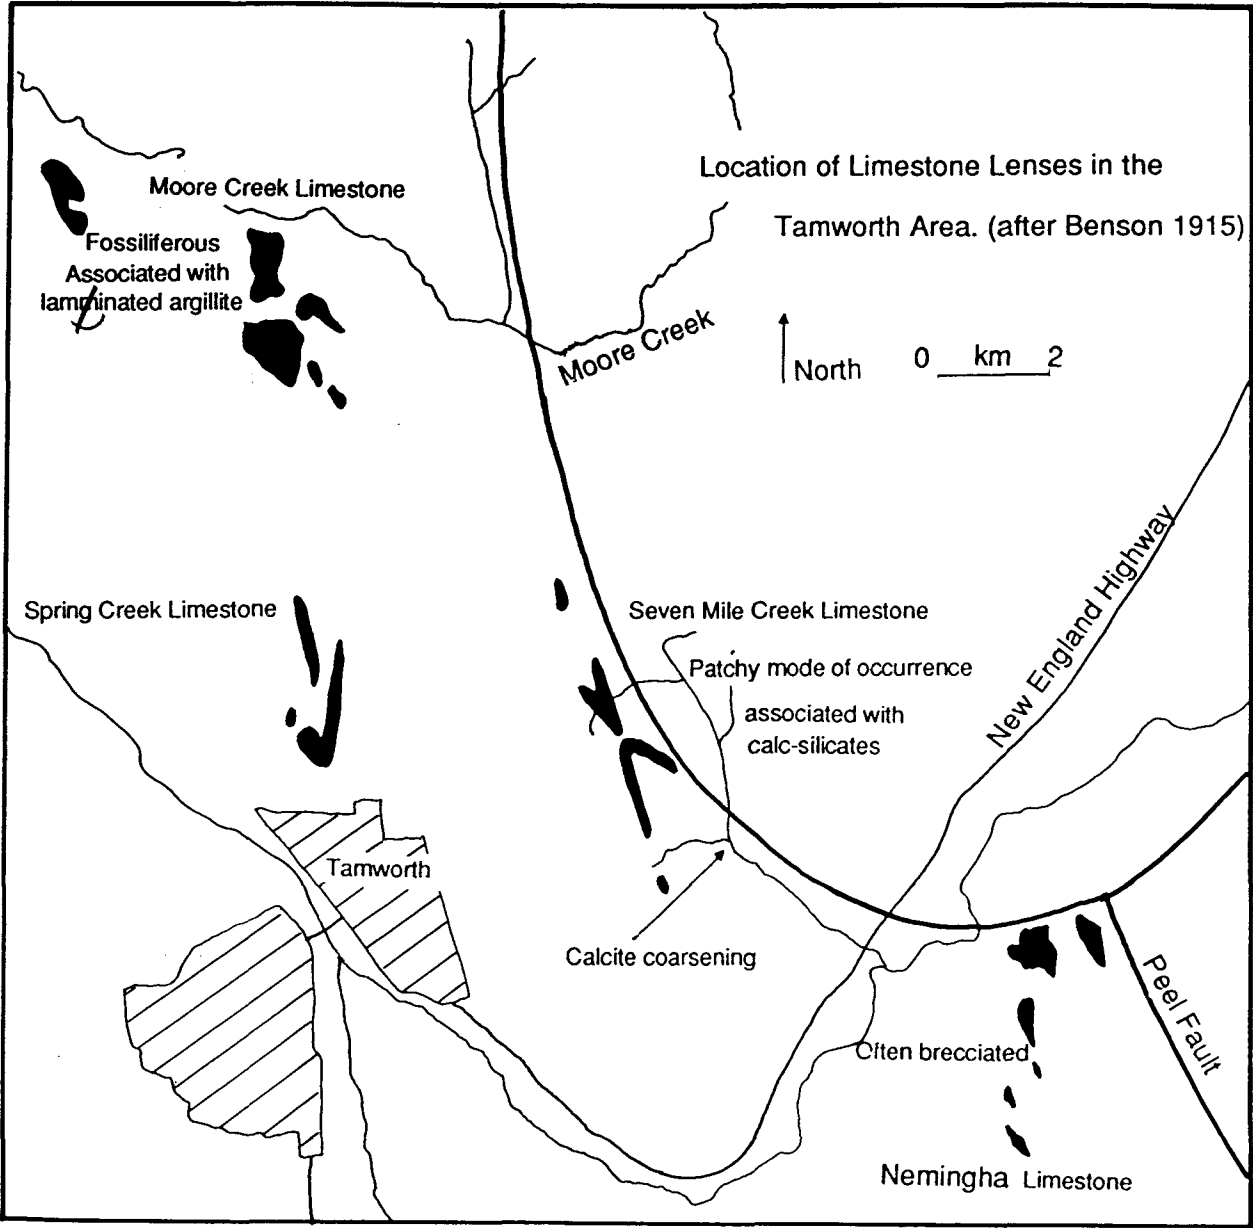 Location of Limestone Lenses in the
Tamworth Area. (after Benson 1915)
Moore Creek Limestone
Fossiliferous
Associated with
lamminated argillite
Moore Creek
North
0 km 2
New England Highway
Spring Creek Limestone
Seven Mile Creek Limestone
Patchy mode of occurrence
associated with
calc-silicates
Tamworth
Calcite coarsening
Peel Fault
Often brecciated
Nemingha Limestone